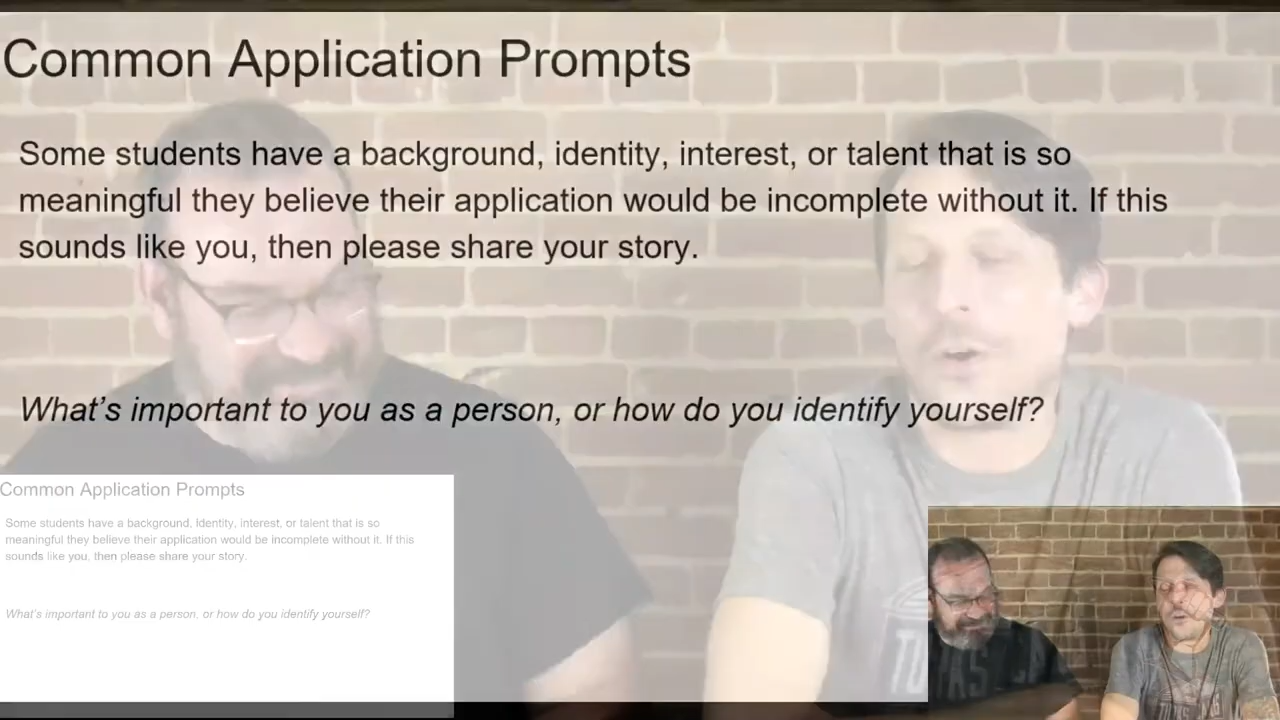 Common Application Prompts
Some students have a background, identity, interest, or talent that is so
meaningful they believe their application would be incomplete without it. If this
sounds like you, then please share your story.
What's important to you as a person, or how do you identify yourself?
Common Application Prompts
Some students have a background, identity, interest, or talent that is so
meaningful they believe their application would be incomplete without it. If this
sounds like you, then please share your story.
What's important to you as a person, or how do you identify yourself?